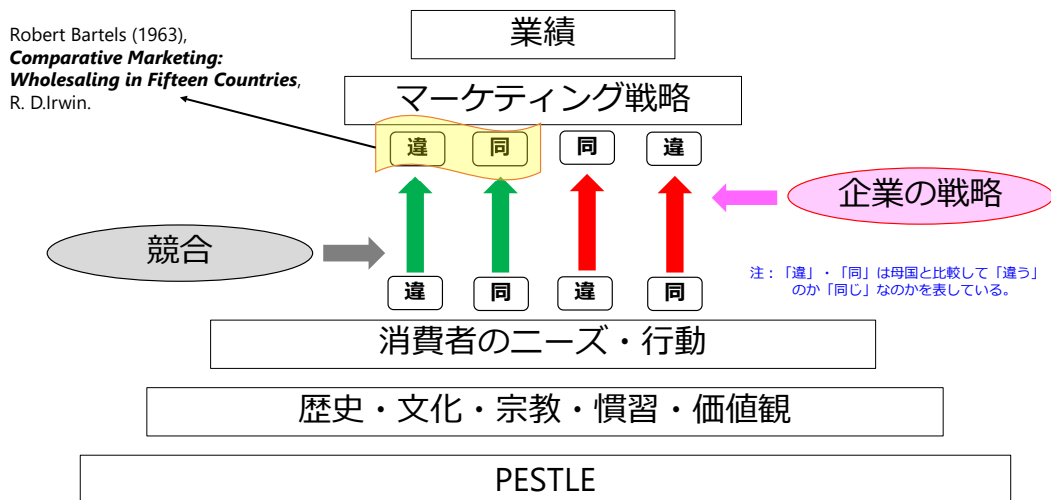 業績
Robert Bartels (1963),
Comparative Marketing:
Wholesaling in Fifteen Countries,
R. D.Irwin.
マーケティング戦略
違 同 同 違
企業の戦略
競合
注：「違」・「同」は母国と比較して「違う」
のか「同じ」なのかを表している。
違 同 違 同
消費者のニーズ・行動
歴史・文化・宗教・慣習・価値観
PESTLE